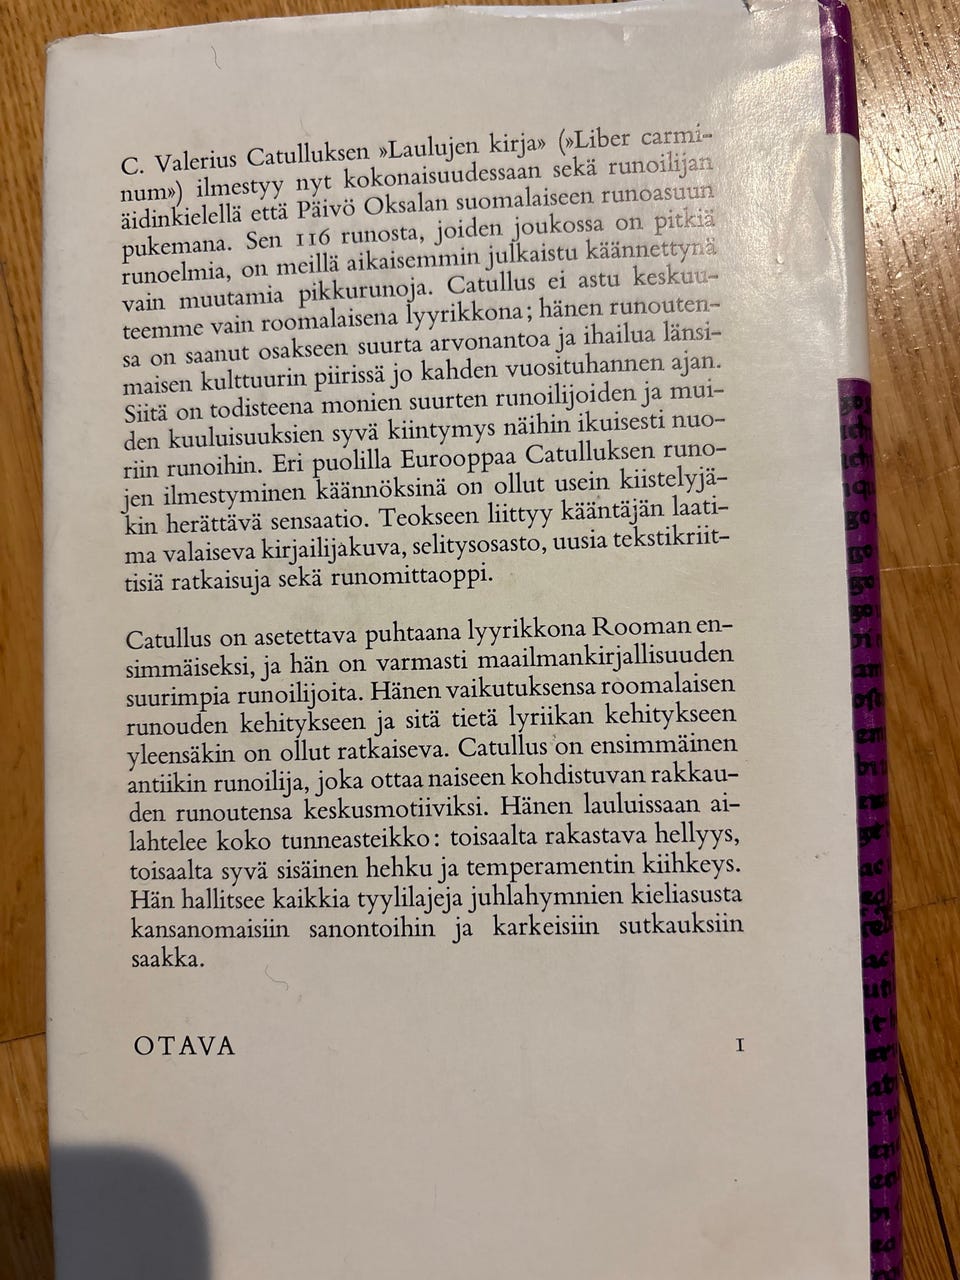 C. Valerius Catulluksen »Laulujen kirja» (»Liber carmi-
num») ilmestyy nyt kokonaisuudessaan sekä runoilijan
äidinkielellä että Päivö Oksalan suomalaiseen runoasuun
pukemana. Sen 116 runosta, joiden joukossa on pitkiä
runoelmia, on meillä aikaisemmin julkaistu käännettynä
vain muutamia pikkurunoja. Catullus ei astu keskuu-
teemme vain roomalaisena lyyrikkona; hänen runouten-
sa on saanut osakseen suurta arvonantoa ja ihailua länsi-
maisen kulttuurin piirissä jo kahden vuosituhannen ajan.
Siitä on todisteena monien suurten runoilijoiden ja mui-
den kuuluisuuksien syvä kiintymys näihin ikuisesti nuo-
riin runoihin. Eri puolilla Eurooppaa Catulluksen runo-
jen ilmestyminen käännöksinä on ollut usein kiistelyjä-
kin herättävä sensaatio. Teokseen liittyy kääntäjän laati-
ma valaiseva kirjailijakuva, selitysosasto, uusia tekstikriit-
tisiä ratkaisuja sekä runomittaoppi.
Catullus on asetettava puhtaana lyyrikkona Rooman en-
simmäiseksi, ja hän on varmasti maailmankirjallisuuden
suurimpia runoilijoita. Hänen vaikutuksensa roomalaisen
runouden kehitykseen ja sitä tietä lyriikan kehitykseen
yleensäkin on ollut ratkaiseva. Catullus on ensimmäinen
antiikin runoilija, joka ottaa naiseen kohdistuvan rakkau-
den runoutensa keskusmotiiviksi. Hänen lauluissaan ai-
lahtelee koko tunneasteikko: toisaalta rakastava hellyys,
toisaalta syvä sisäinen hehku ja temperamentin kiihkeys.
Hän hallitsee kaikkia tyylilajeja juhlahymnien kieliasusta
kansanomaisiin sanontoihin ja karkeisiin sutkauksiin
saakka.
OTAVA 1